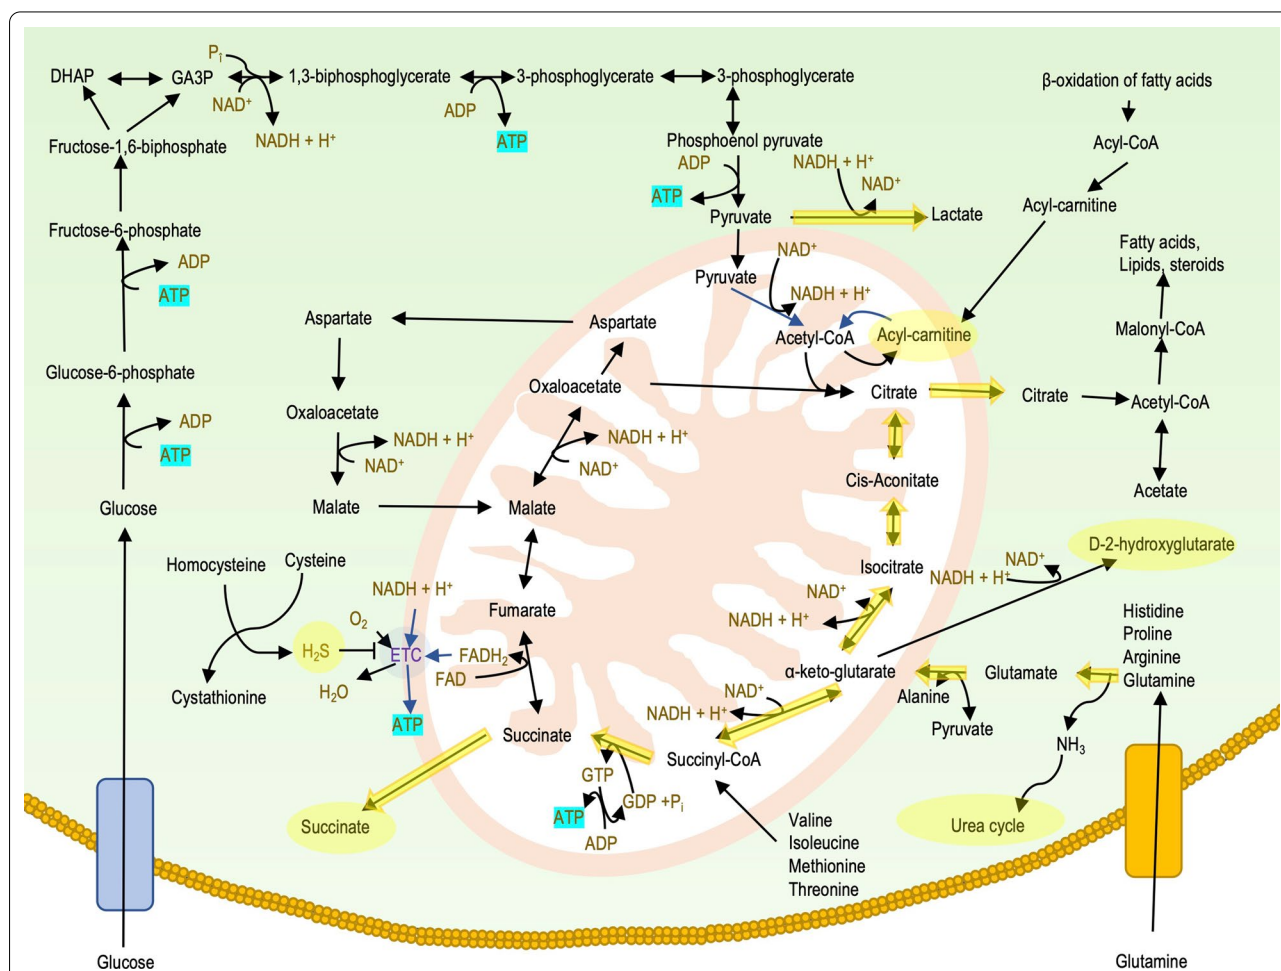 DHAP
GA3P
Pi
NAD+
NADH + H+
1,3-biphosphoglycerate
ADP
ATP
3-phosphoglycerate
3-phosphoglycerate
β-oxidation of fatty acids
Acyl-CoA
Acyl-carnitine
Fructose-1,6-biphosphate
Phosphoenol pyruvate
ADP
ATP
NADH + H+
NAD+
Pyruvate
Lactate
Fructose-6-phosphate
ADP
ATP
Pyruvate
NAD+
NADH + H+
Fatty acids,
Lipids, steroids
Aspartate
Aspartate
Acetyl-CoA
Acyl-carnitine
Malonyl-CoA
Glucose-6-phosphate
ADP
ATP
Oxaloacetate
Oxaloacetate
Citrate
Citrate
Acetyl-CoA
NADH + H+
NAD+
NADH + H+
NAD+
Cis-Aconitate
Acetate
Glucose
Malate
Malate
D-2-hydroxyglutarate
Homocysteine
Cysteine
Isocitrate
NAD+
NADH + H+
NADH + H+
Fumarate
NAD+
NADH + H+
Histidine
Proline
Arginine
Glutamine
O2
H2S
ETC
FADH2
FAD
H2O
ATP
Cystathionine
α-keto-glutarate
Glutamate
Alanine
Pyruvate
NAD+
NADH + H+
NH3
Succinate
Succinyl-CoA
GTP
GDP +Pi
ATP
ADP
Succinate
Urea cycle
Valine
Isoleucine
Methionine
Threonine
Glucose
Glutamine